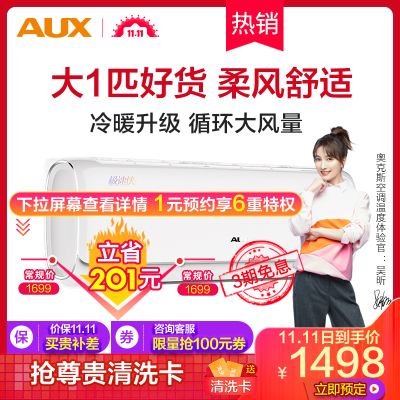 AUX
11.11
热销
大1匹好货 柔风舒适
冷暖升级 循环大风量
极速侠
下拉屏幕查看详情 1元预约享6重特权
AU
奥克斯空调温度体验官:吴昕
立省
201元
常规价
1699
常规价
1699
3期免息
保
价保11.11
买贵补差
券
咨询客服
限量抢100元券
抢尊贵清洗卡
送
清洗卡
11.11日到手价
¥1498
立即预定